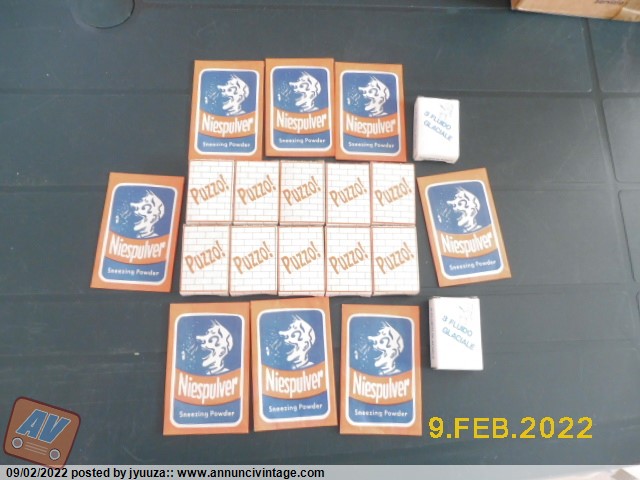 Niespulver
Sneezing Powder
Niespulver
Sneezing Powder
Niespulver
Sneezing Powder
3 FLUIDO
GLACIALE
Puzzo! Puzzo! Puzzo! Puzzo! Puzzo!
Niespulver
Sneezing Powder
Niespulver
Sneezing Powder
Puzzo! Puzzo! Puzzo! Puzzo! Puzzo!
3 FLUIDO
GLACIALE
Niespulver
Sneezing Powder
Niespulver
Sneezing Powder
Niespulver
Sneezing Powder
9.FEB.2022
AV
09/02/2022 posted by jyuuza:: www.annuncivintage.com